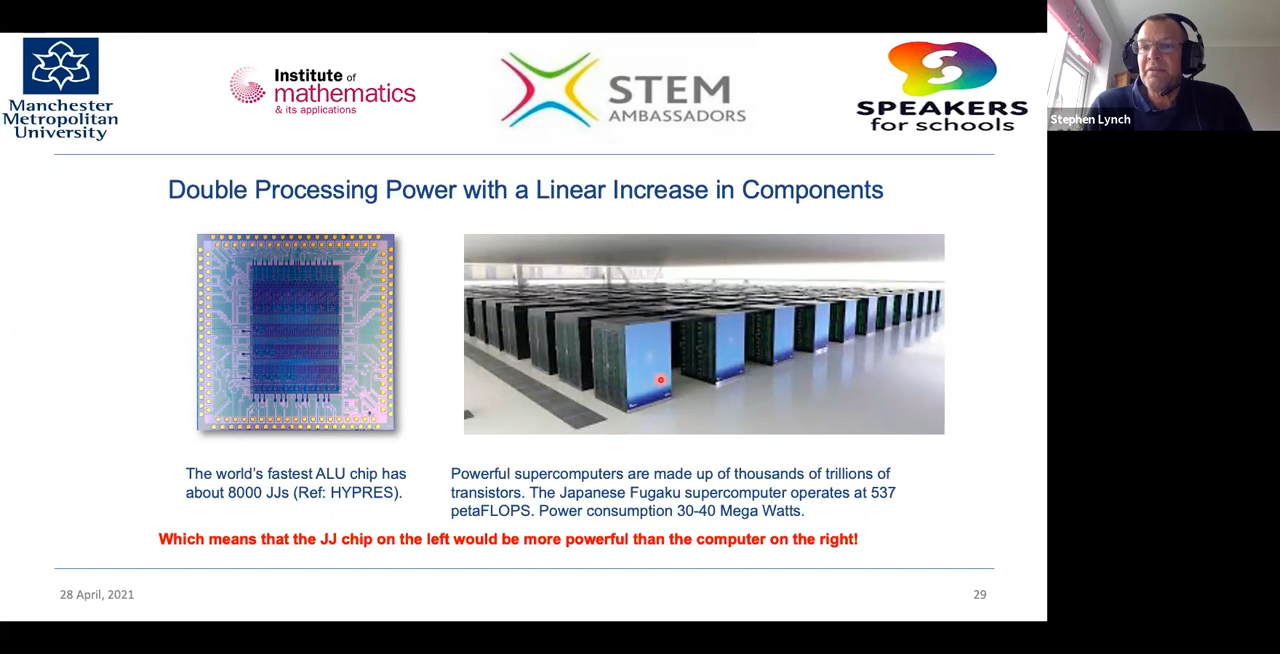 Manchester
Metropolitan
University
Institute of
mathematics
& its applications
STEM
AMBASSADORS
SPEAKERS
for schools
Stephen Lynch
Double Processing Power with a Linear Increase in Components
The world's fastest ALU chip has
about 8000 JJs (Ref: HYPRES).
Powerful supercomputers are made up of thousands of trillions of
transistors. The Japanese Fugaku supercomputer operates at 537
petaFLOPS. Power consumption 30-40 Mega Watts.
Which means that the JJ chip on the left would be more powerful than the computer on the right!
28 April, 2021
29